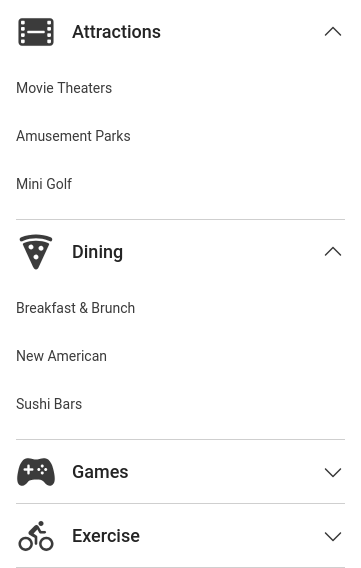 Attractions
Movie Theaters
Amusement Parks
Mini Golf
Dining
Breakfast & Brunch
New American
Sushi Bars
Games
Exercise